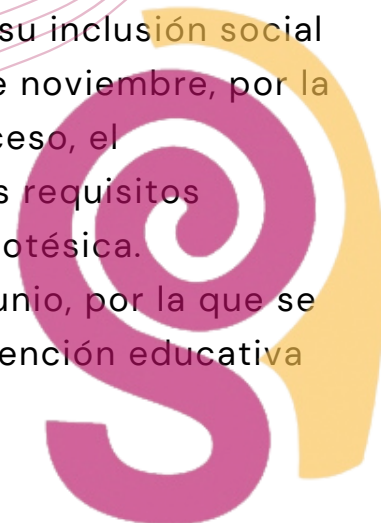 su inclusión social
e noviembre, por la
ceso, el
s requisitos
otésica.
unio, por la que se
ención educativa